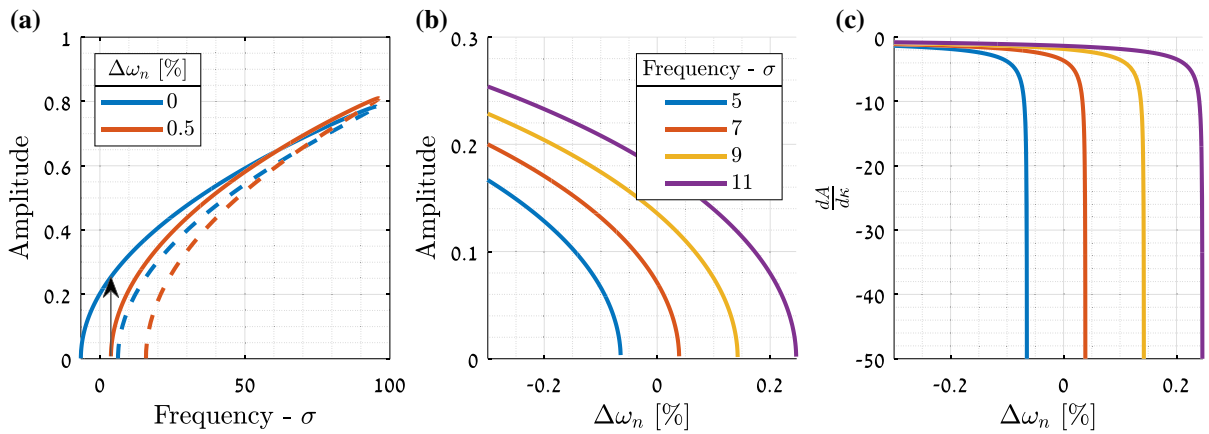 (a)
1
0.8
0.6
0.4
0.2
0
Amplitude
Δω_n [%]
0
0.5
0
50
100
Frequency - σ
(b)
0.3
0.2
0.1
0
Amplitude
Frequency - σ
5
7
9
11
-0.2
0
0.2
Δω_n [%]
(c)
0
-10
-20
-30
-40
-50
dA
dκ
-0.2
0
0.2
Δω_n [%]